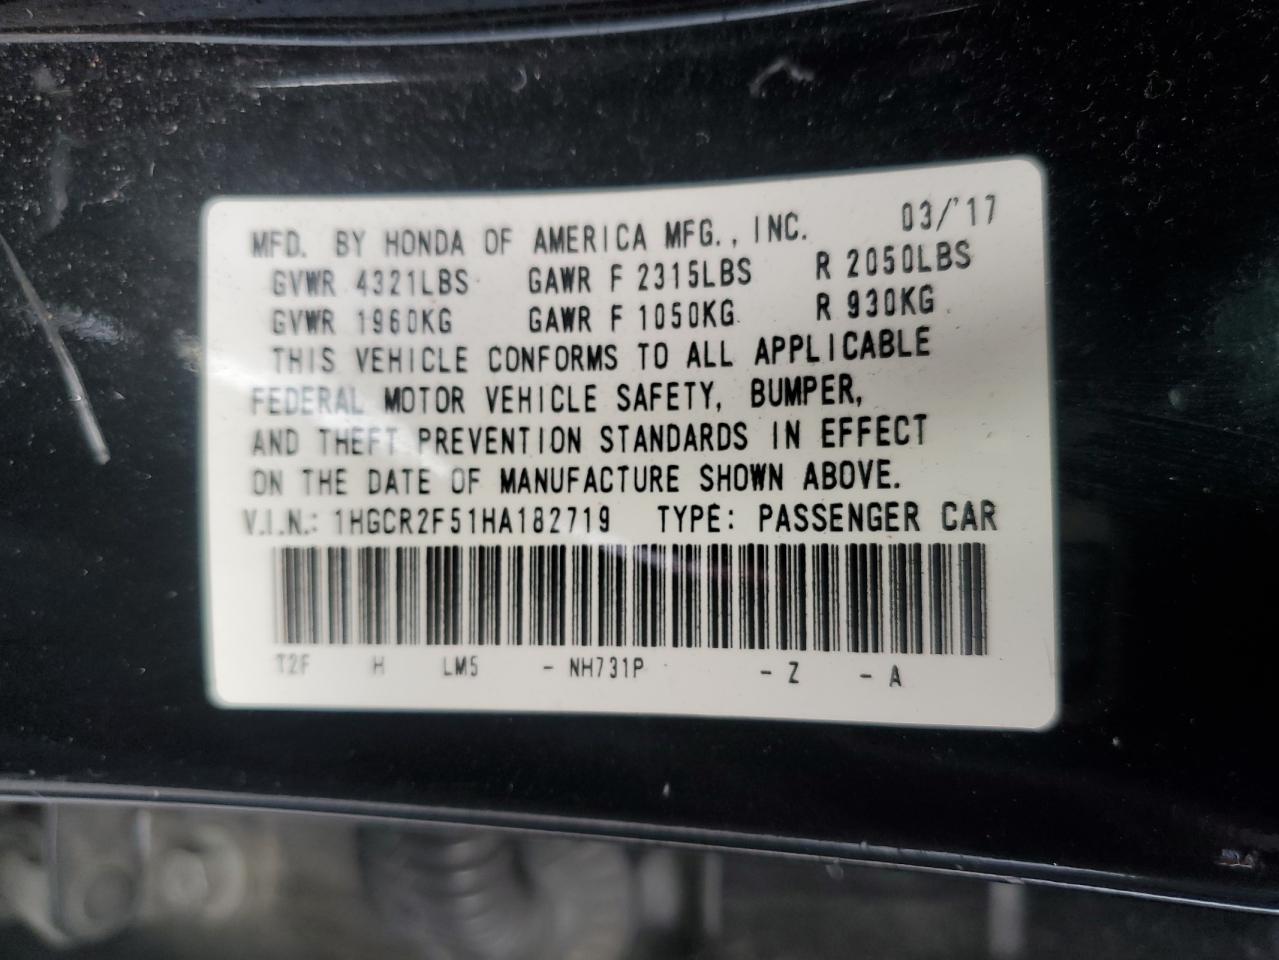 MFD. BY HONDA OF AMERICA MFG., INC. 03/'17
GVWR 4321LBS GAWR F 2315LBS R 2050LBS
GVWR 1960KG GAWR F 1050KG R 930KG
THIS VEHICLE CONFORMS TO ALL APPLICABLE
FEDERAL MOTOR VEHICLE SAFETY, BUMPER,
AND THEFT PREVENTION STANDARDS IN EFFECT
ON THE DATE OF MANUFACTURE SHOWN ABOVE.
V.I.N.: 1HGCR2F51HA182719 TYPE: PASSENGER CAR
T2F H LM5 - NH731P - Z - A